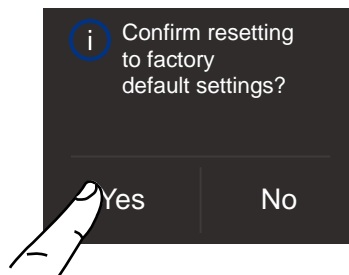 i
Confirm resetting
to factory
default settings?
Yes No